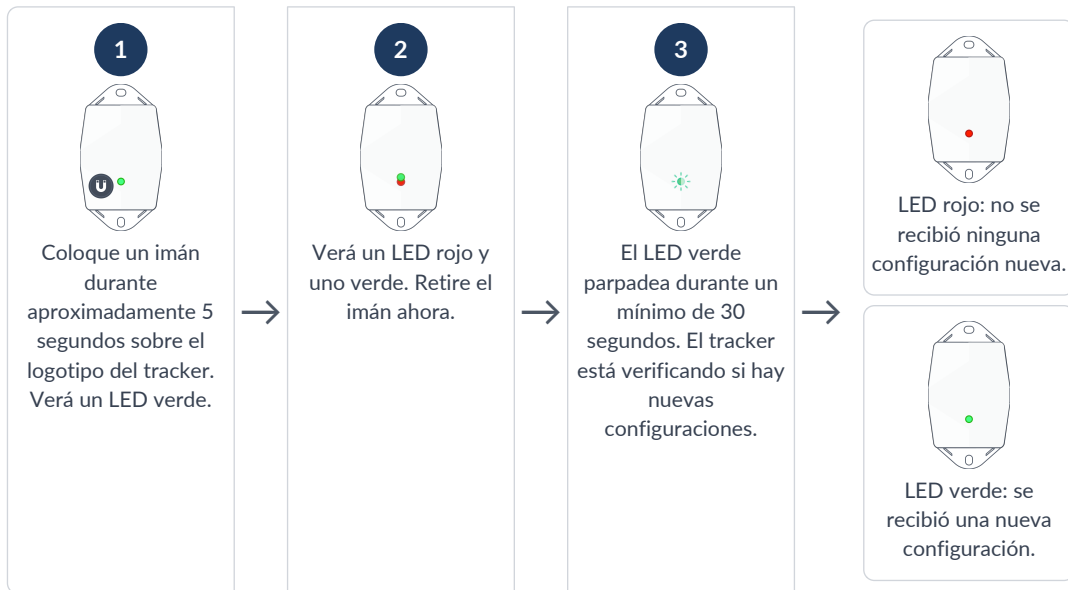 1
Coloque un imán
durante
aproximadamente 5
segundos sobre el
logotipo del tracker.
Verá un LED verde.
2
Verá un LED rojo y
uno verde. Retire el
imán ahora.
3
El LED verde
parpadea durante un
mínimo de 30
segundos. El tracker
está verificando si hay
nuevas
configuraciones.
LED rojo: no se
recibió ninguna
configuración nueva.
LED verde: se
recibió una nueva
configuración.